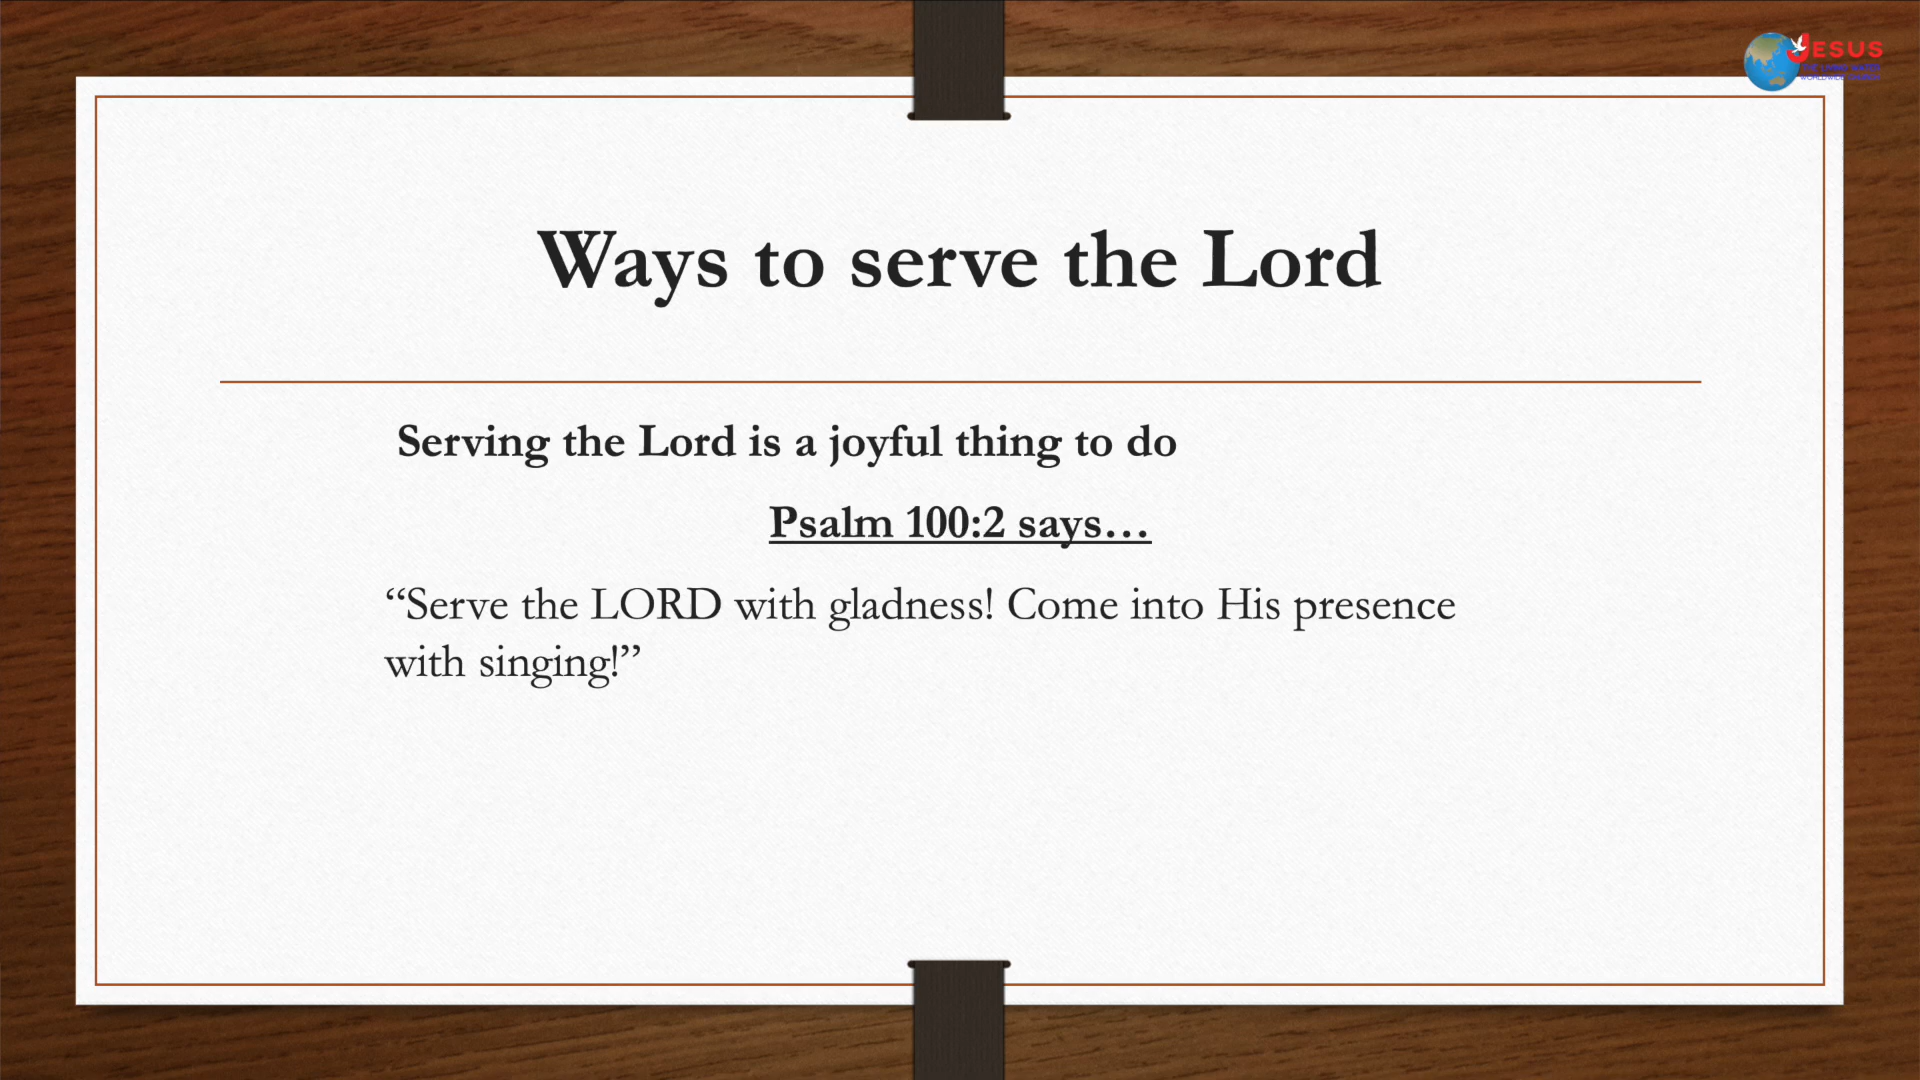 JESUS
Ways to serve the Lord
Serving the Lord is a joyful thing to do
Psalm 100:2 says…
“Serve the LORD with gladness! Come into His presence
with singing!”